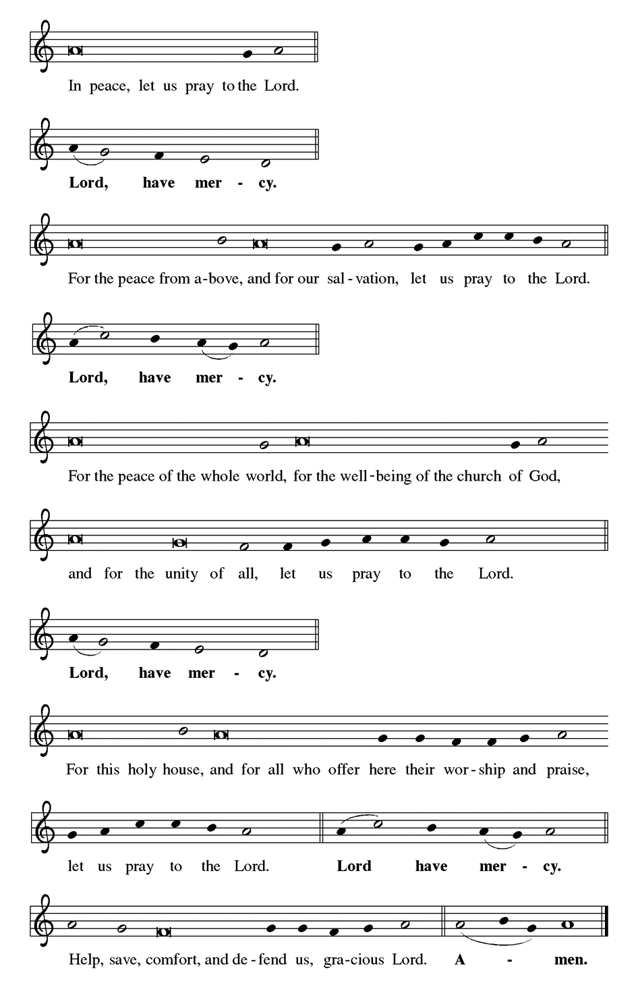 In peace, let us pray to the Lord.
Lord, have mer - cy.
For the peace from a-bove, and for our sal - vation, let us pray to the Lord.
Lord, have mer - cy.
For the peace of the whole world, for the well-being of the church of God,
and for the unity of all, let us pray to the Lord.
Lord, have mer - cy.
For this holy house, and for all who offer here their wor - ship and praise,
let us pray to the Lord. Lord have mer - cy.
Help, save, comfort, and de - fend us, gra - cious Lord. A - men.